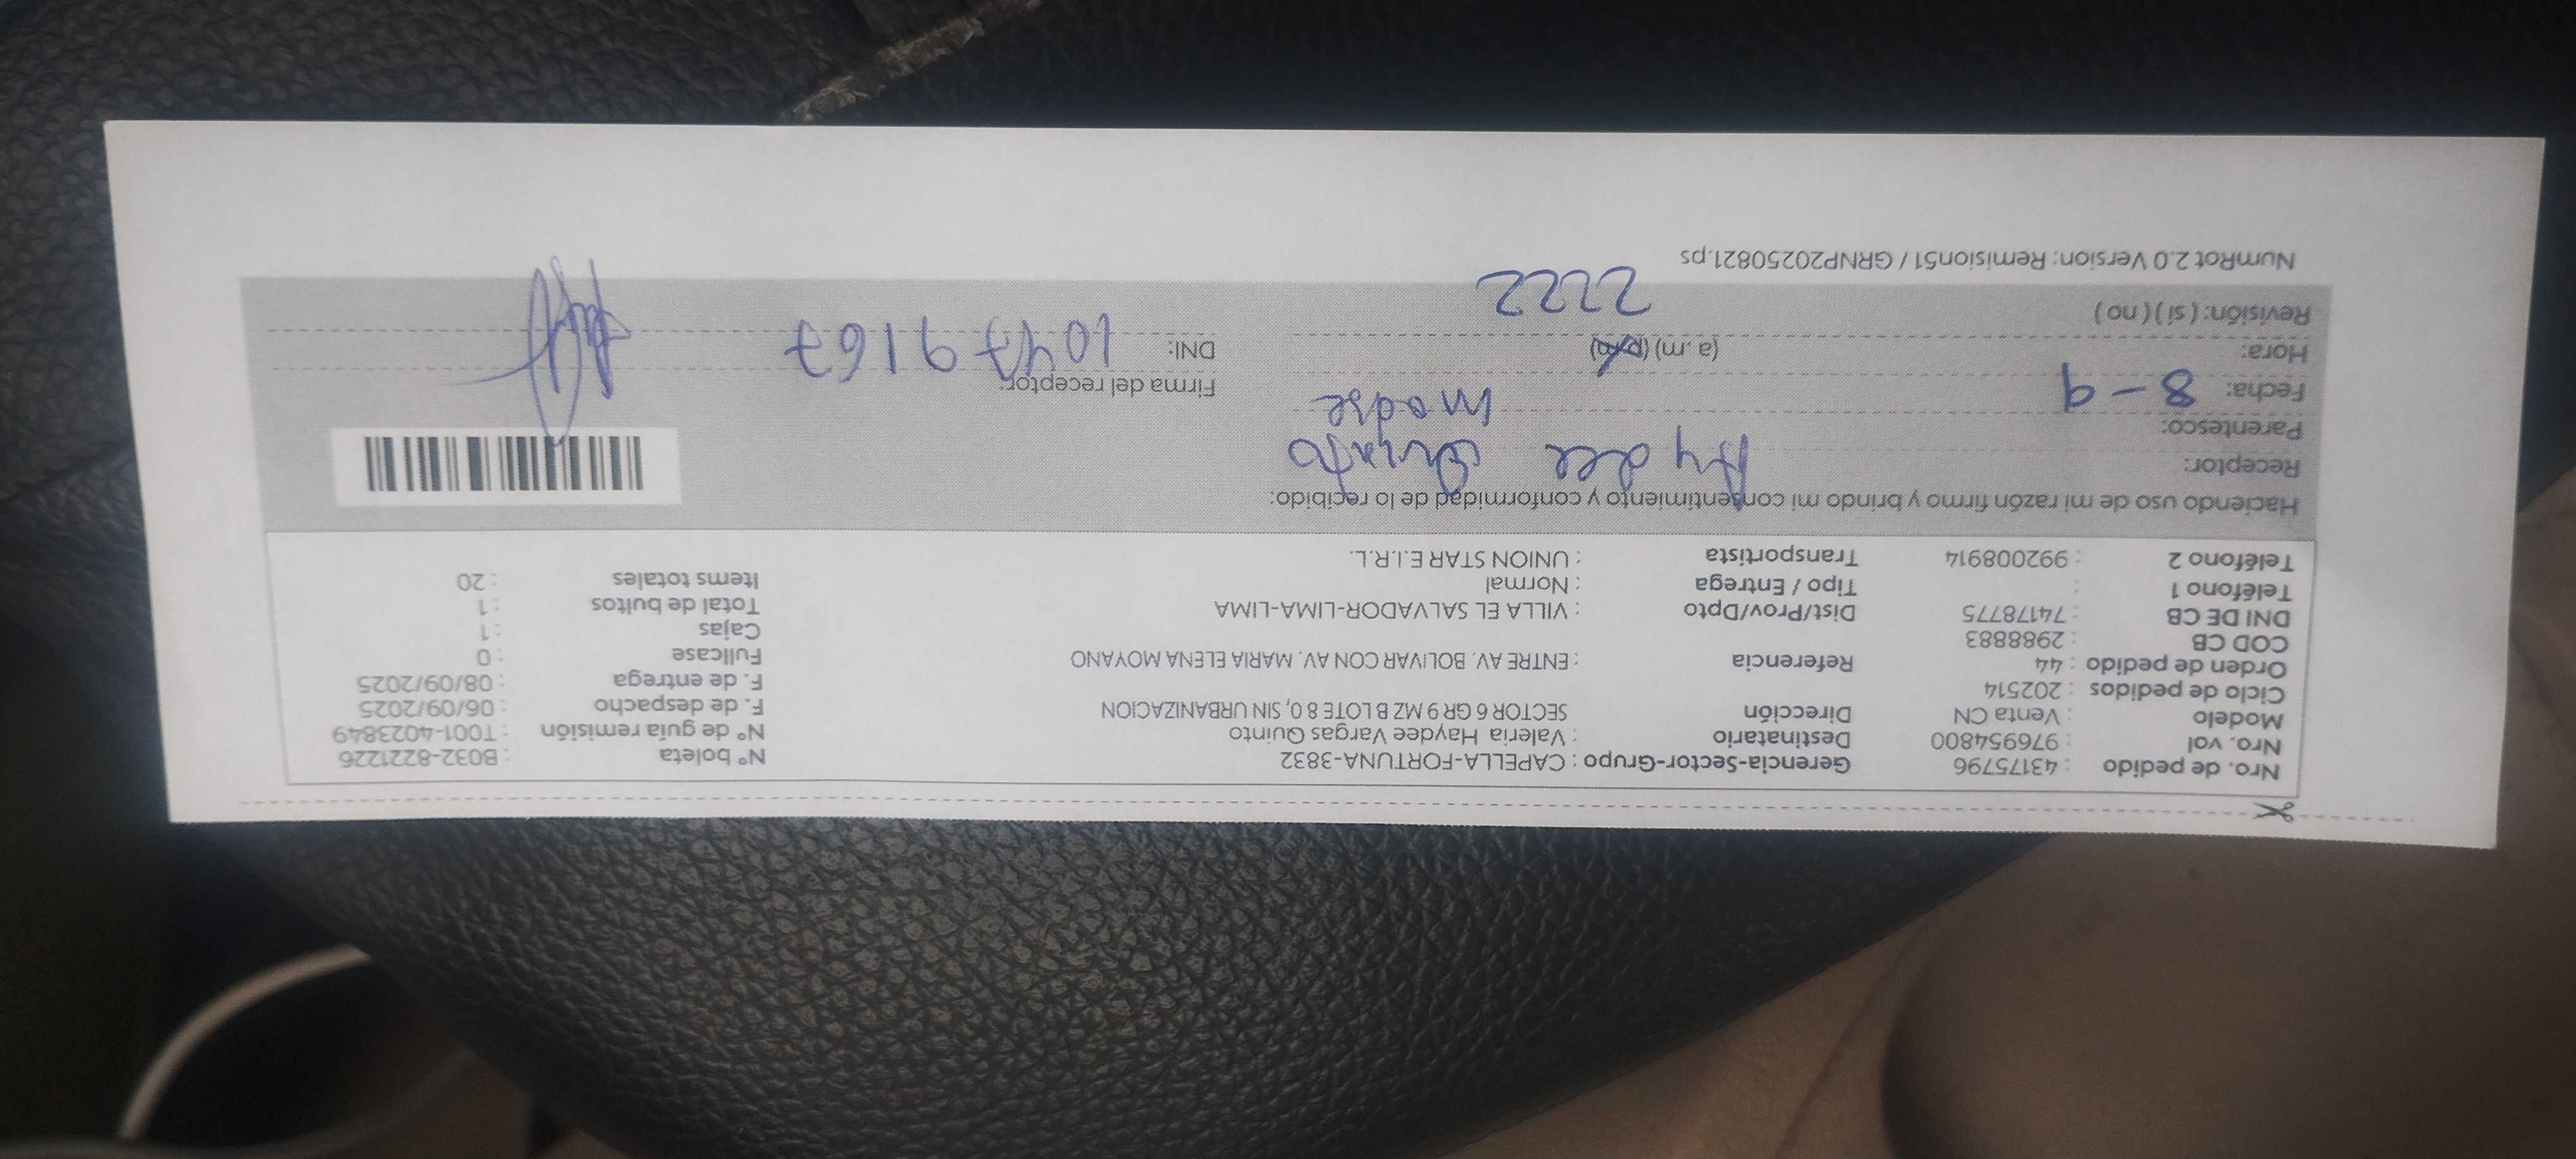 Nro. de pedido : 43175796 Gerencia-Sector-Grupo : CAPELLA-FORTUNA-3832 N° boleta : B032-8221226
Nro. vol : 976954800 Destinatario : Valeria Haydee Vargas Quinto N° de guía remisión : T001-4023849
Modelo : Venta CN Dirección SECTOR 6 GR 9 MZ B LOTE 8 0, SIN URBANIZACION F. de despacho : 06/09/2025
Ciclo de pedidos : 202514 F. de entrega : 08/09/2025
Orden de pedido : 44 Referencia : ENTRE AV. BOLIVAR CON AV. MARIA ELENA MOYANO Fullcase : 0
COD CB : 2988883 Cajas : 1
DNI DE CB : 74178775 Dist/Prov/Dpto : VILLA EL SALVADOR-LIMA-LIMA Total de bultos : 1
Teléfono 1 : Tipo / Entrega : Normal Items totales : 20
Teléfono 2 : 992008914 Transportista : UNION STAR E.I.R.L.
Haciendo uso de mi razón firmo y brindo mi consentimiento y conformidad de lo recibido:
Receptor: Aydee Quinto
Parentesco: madre
Fecha: 8-9 Firma del receptor:
Hora: (a. m) (p. m) DNI: 10479167
Revisión: ( si ) ( no )
2222
NumRot 2.0 Version: Remision51 / GRNP20250821.ps